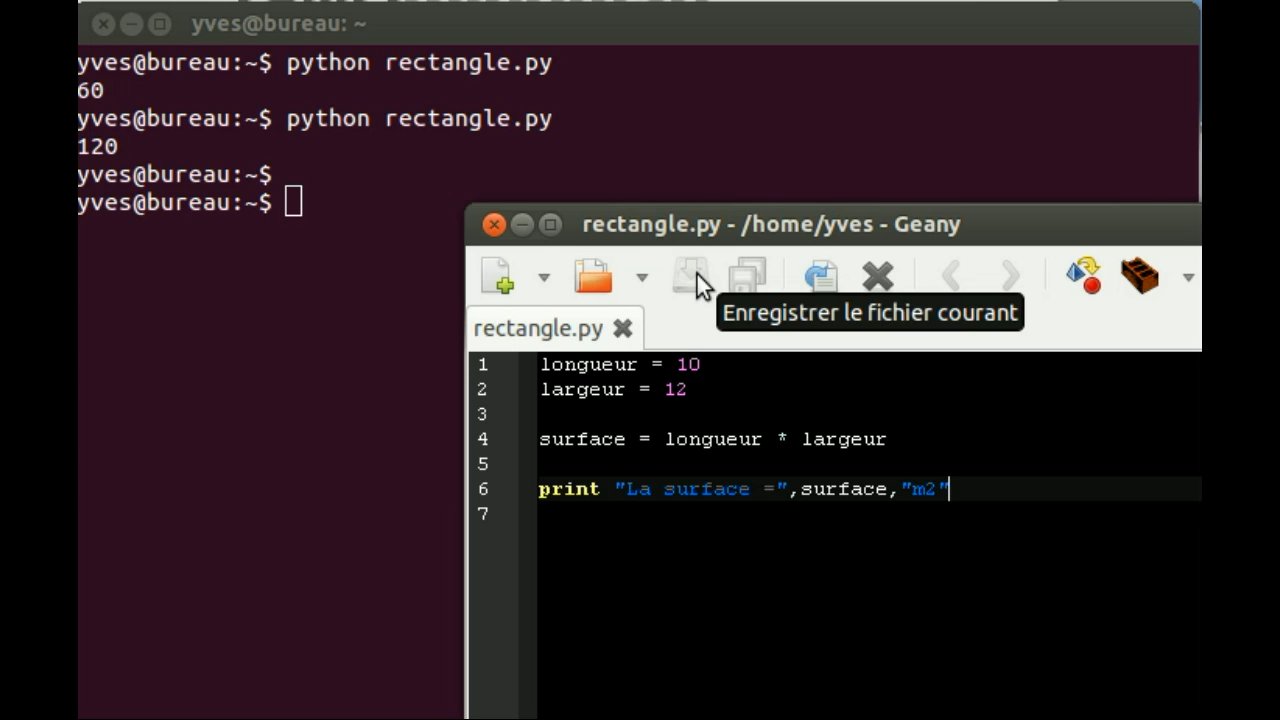 yves@bureau: ~
yves@bureau:~$ python rectangle.py
60
yves@bureau:~$ python rectangle.py
120
yves@bureau:~$
yves@bureau:~$
rectangle.py - /home/yves - Geany
Enregistrer le fichier courant
rectangle.py
1 longueur = 10
2 largeur = 12
3
4 surface = longueur * largeur
5
6 print "La surface =",surface,"m2"
7